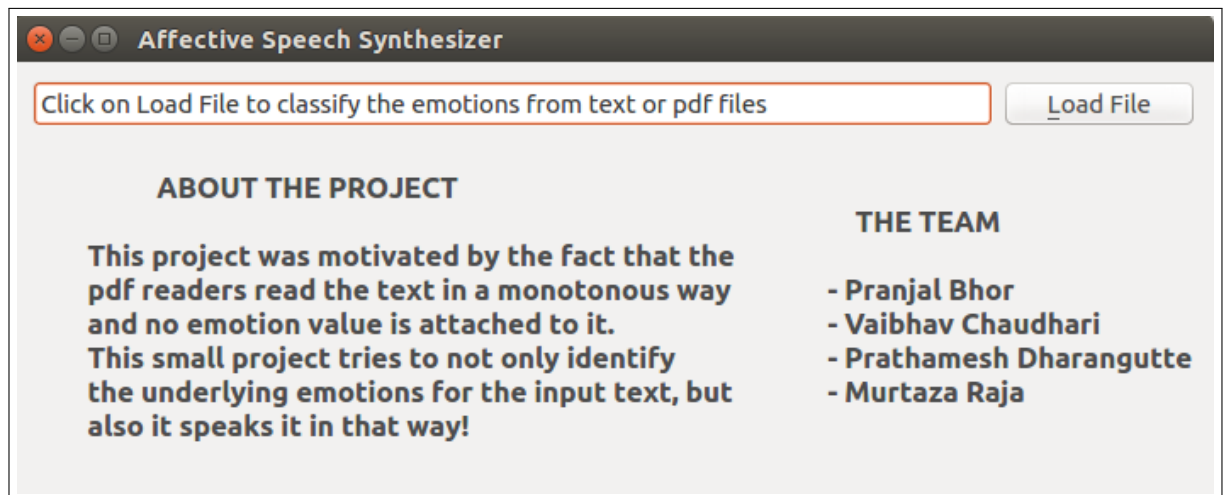 Affective Speech Synthesizer
Click on Load File to classify the emotions from text or pdf files
Load File
ABOUT THE PROJECT
This project was motivated by the fact that the
pdf readers read the text in a monotonous way
and no emotion value is attached to it.
This small project tries to not only identify
the underlying emotions for the input text, but
also it speaks it in that way!
THE TEAM
- Pranjal Bhor
- Vaibhav Chaudhari
- Prathamesh Dharangutte
- Murtaza Raja